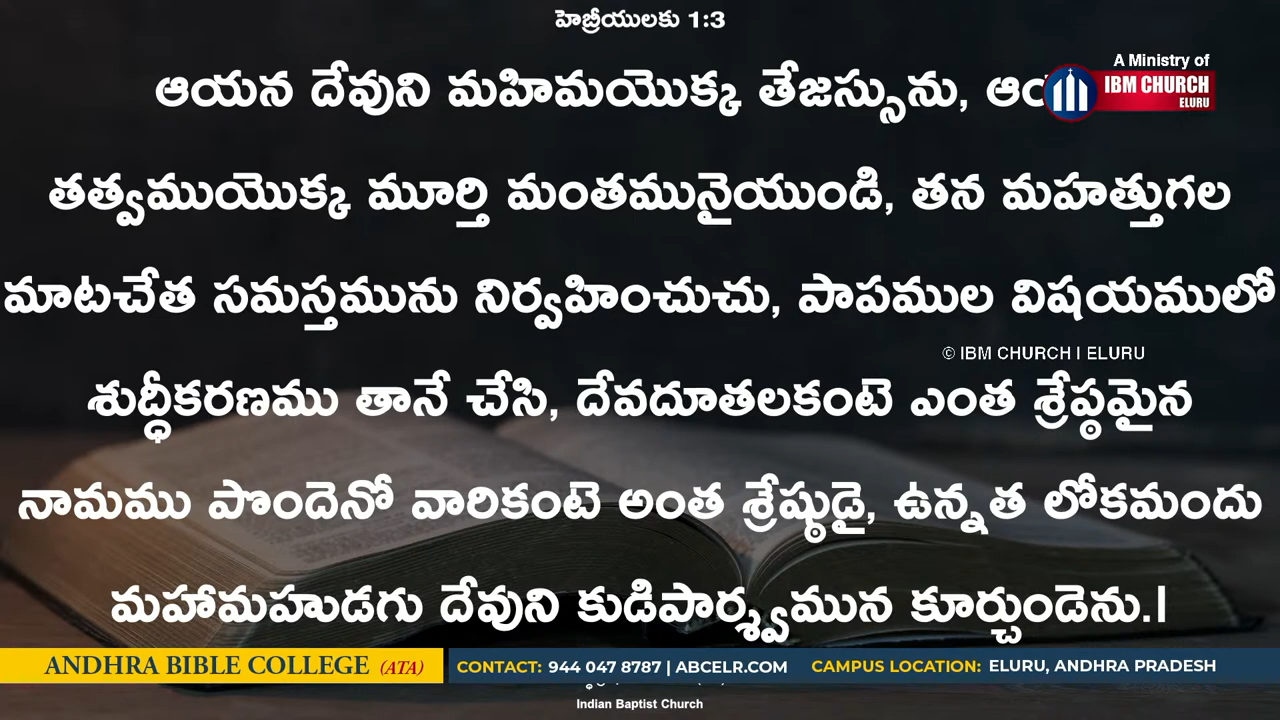 హెబ్రీయులకు 1:3
A Ministry of
IBM CHURCH
ELURU
ఆయన దేవుని మహిమయొక్క తేజస్సును,
తత్వముయొక్క మూర్తి మంతమునైయుండి, తన మహత్తుగల
మాటచేత సమస్తమును నిర్వహించుచు, పాపముల విషయములో
© IBM CHURCH I ELURU
శుద్ధీకరణము తానే చేసి, దేవదూతలకంటె ఎంత శ్రేష్ఠమైన
నామము పొందెనో వారికంటె అంత శ్రేష్ఠుడై, ఉన్నత లోకమందు
మహామహుడగు దేవుని కుడిపార్శ్వమున కూర్చుండెను.|
ANDHRA BIBLE COLLEGE (ATA)
CONTACT: 944 047 8787 | ABCELR.COM
CAMPUS LOCATION: ELURU, ANDHRA PRADESH
Indian Baptist Church